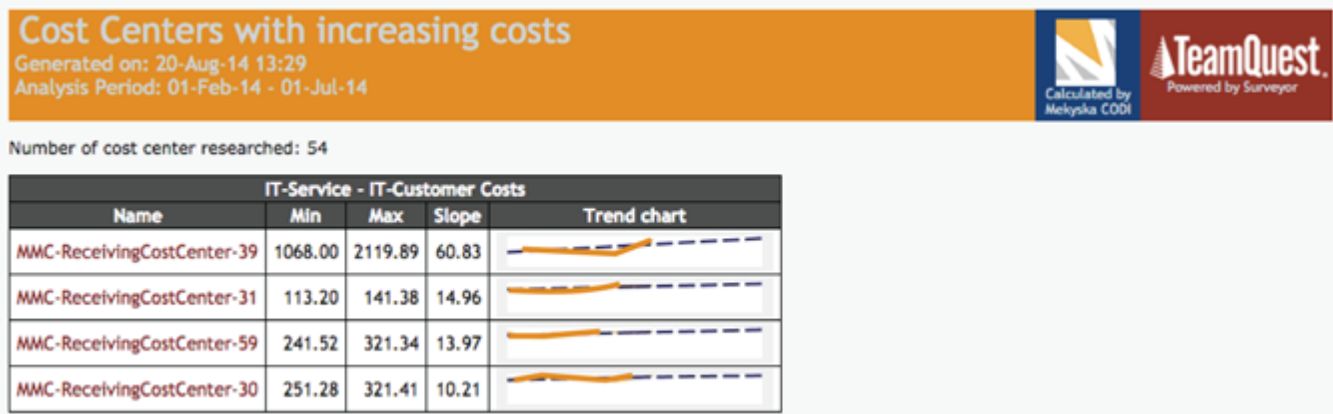 Cost Centers with increasing costs
Generated on: 20-Aug-14 13:29
Analysis Period: 01-Feb-14 - 01-Jul-14
Calculated by
Mekyska CODI
TeamQuest.
Powered by Surveyor
Number of cost center researched: 54
IT-Service - IT-Customer Costs
Name Min Max Slope Trend chart
MMC-ReceivingCostCenter-39 1068.00 2119.89 60.83
MMC-ReceivingCostCenter-31 113.20 141.38 14.96
MMC-ReceivingCostCenter-59 241.52 321.34 13.97
MMC-ReceivingCostCenter-30 251.28 321.41 10.21